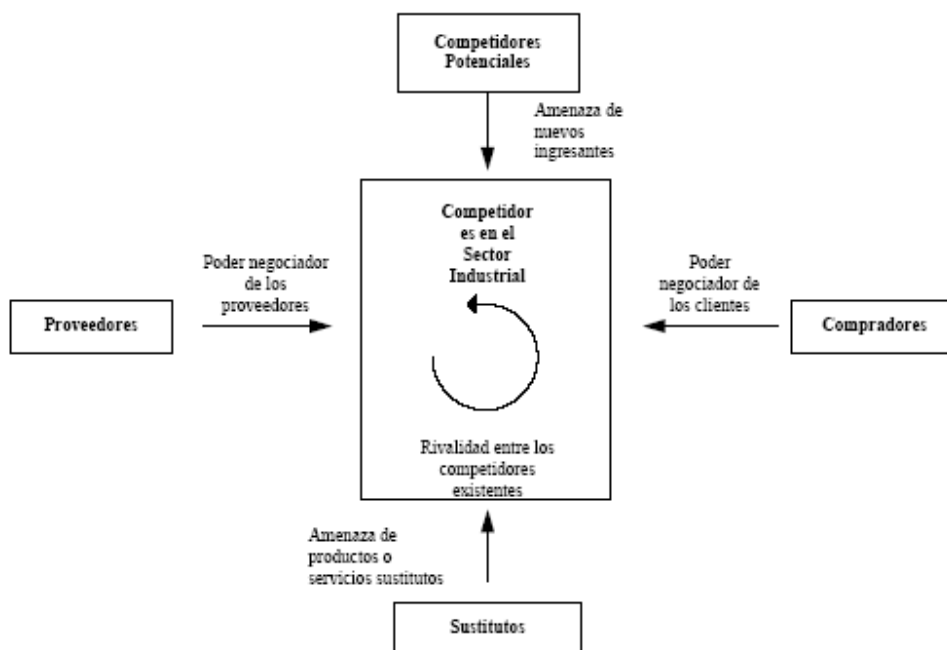 Competidores
Potenciales
Amenaza de
nuevos
ingresantes
Competidor
es en el
Sector
Industrial
Poder negociador
de los
proveedores
Poder
negociador de
los clientes
Proveedores
Compradores
Rivalidad entre los
competidores
existentes
Amenaza de
productos o
servicios sustitutos
Sustitutos